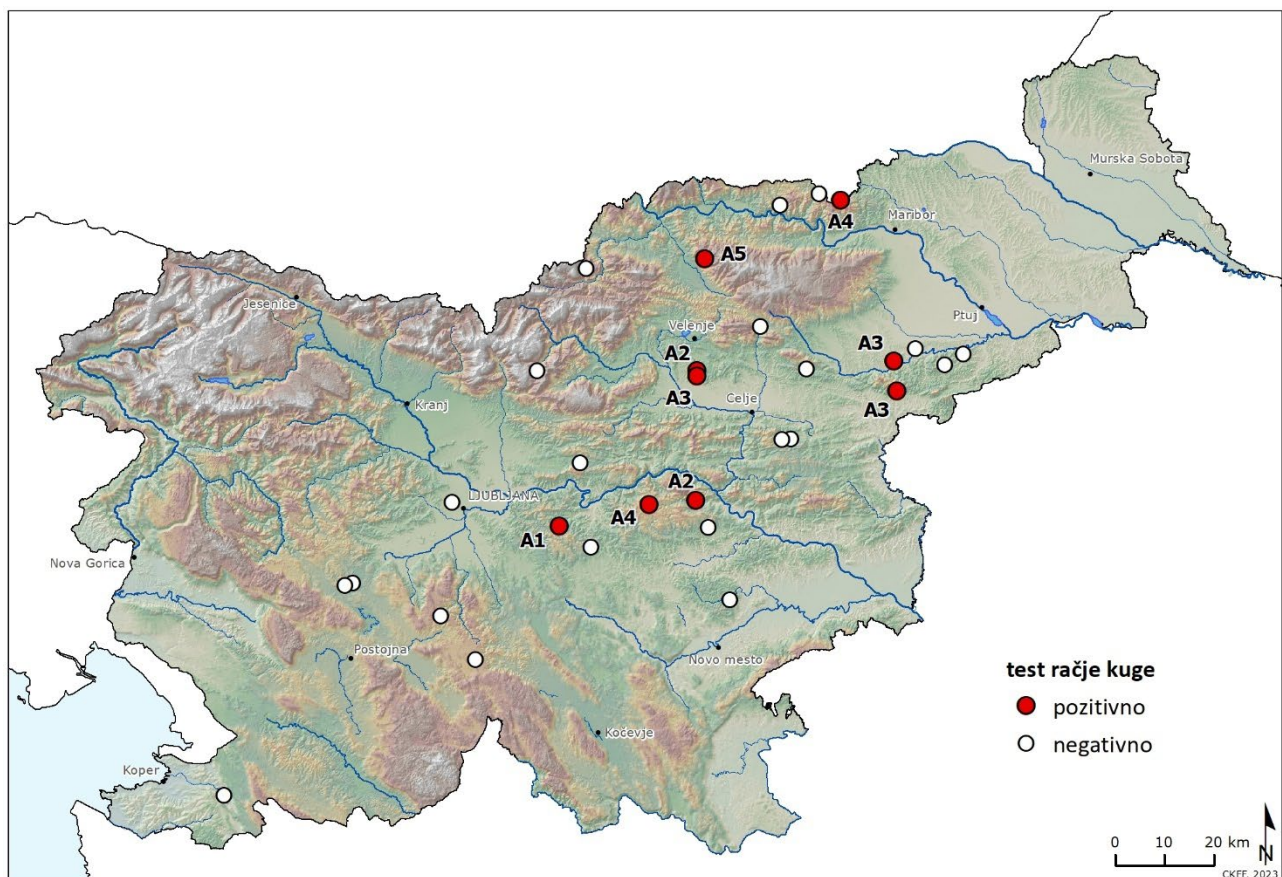 Murska Sobota
A4
Maribor
A5
Jesenice
Ptuj
Velenje
A2
A3
A3
A3
Kranj
Celje
A2
LJUBLJANA
A4
A1
Nova Gorica
Postojna
Novo mesto
test račje kuge
pozitivno
negativno
Kočevje
Koper
0 10 20 km
N
CKFF, 2023